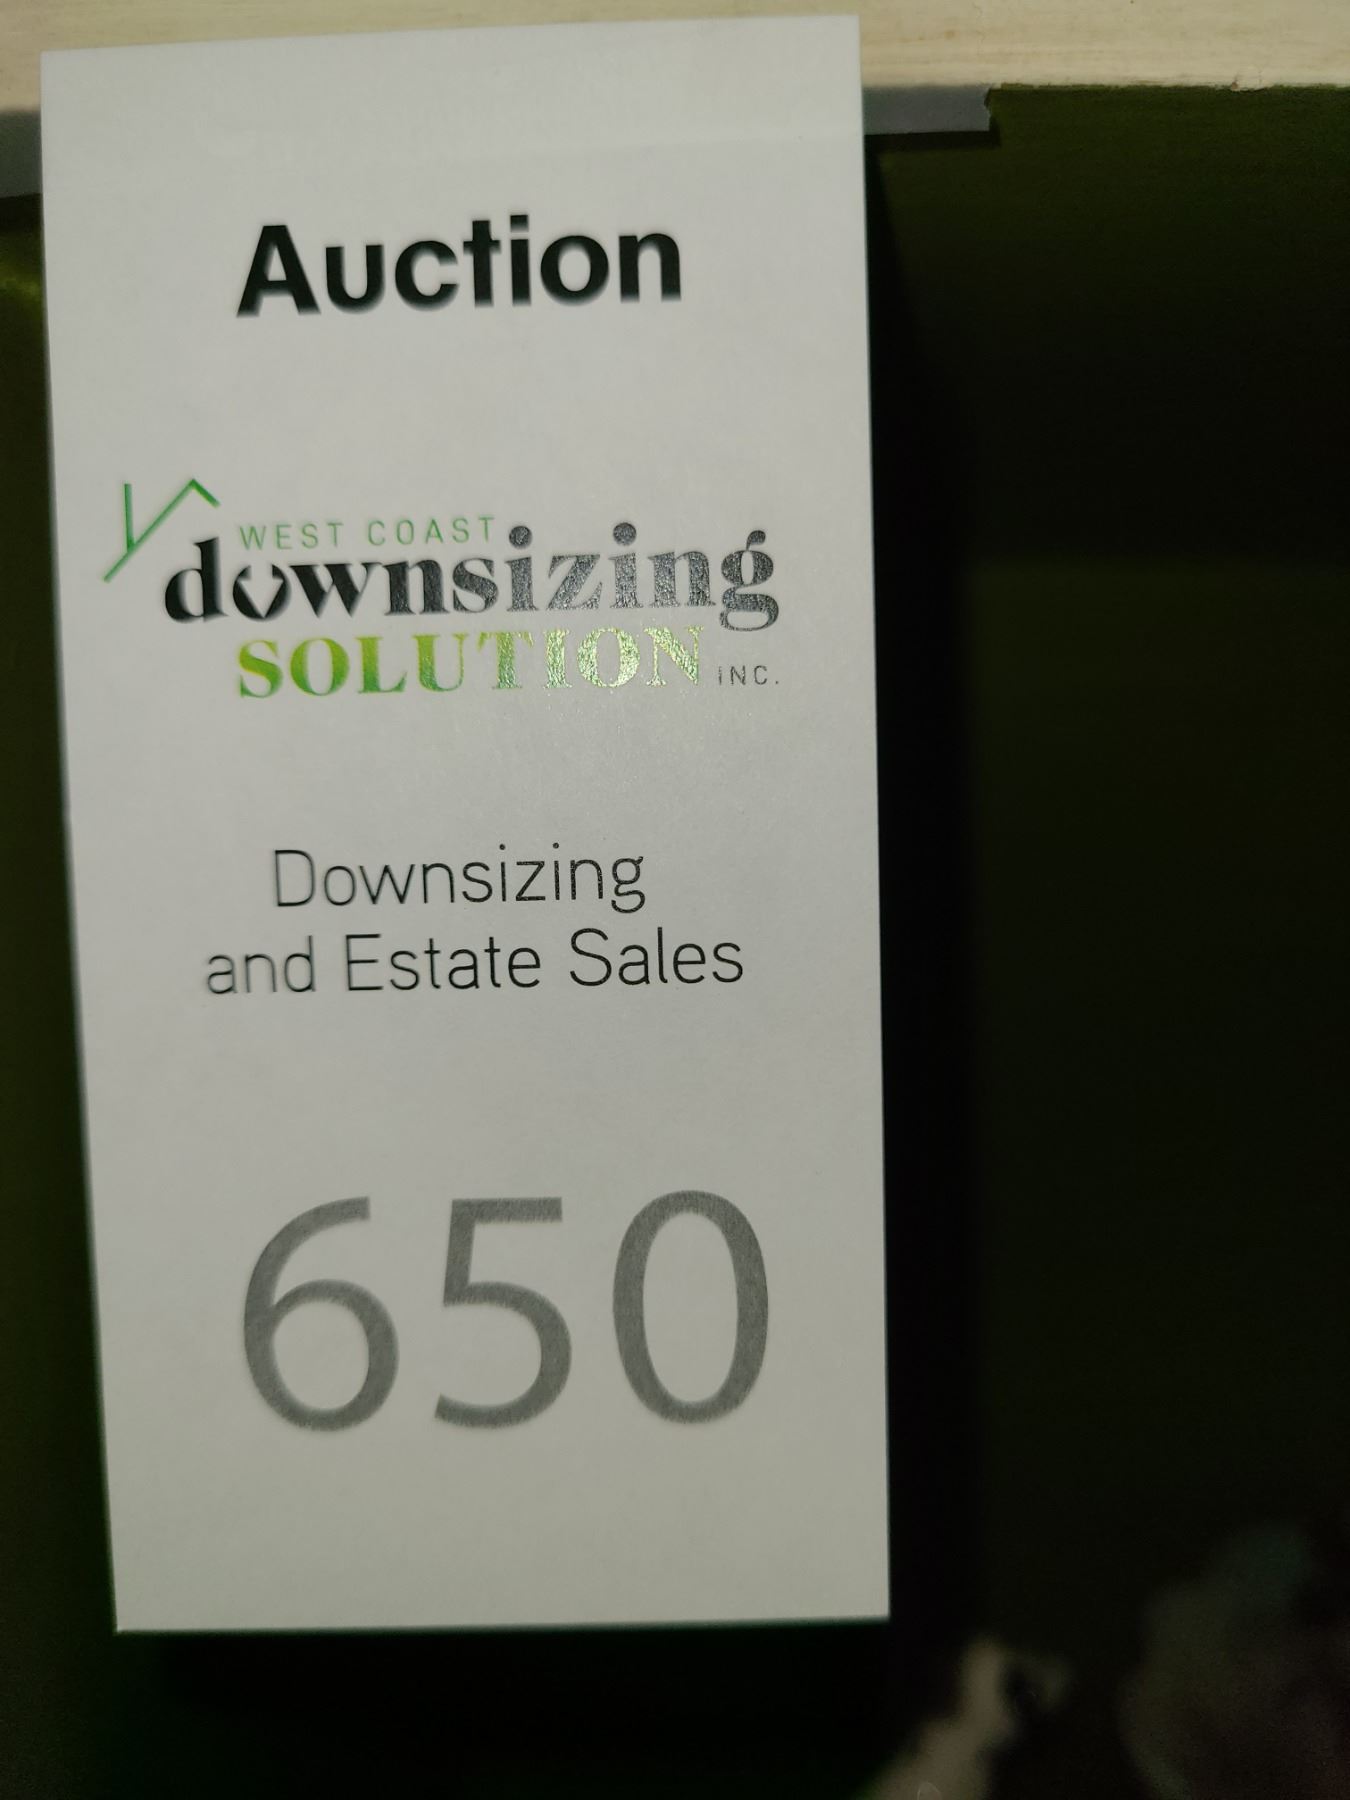 Auction
WEST COAST
downsizing
SOLUTION INC.
Downsizing
and Estate Sales
650